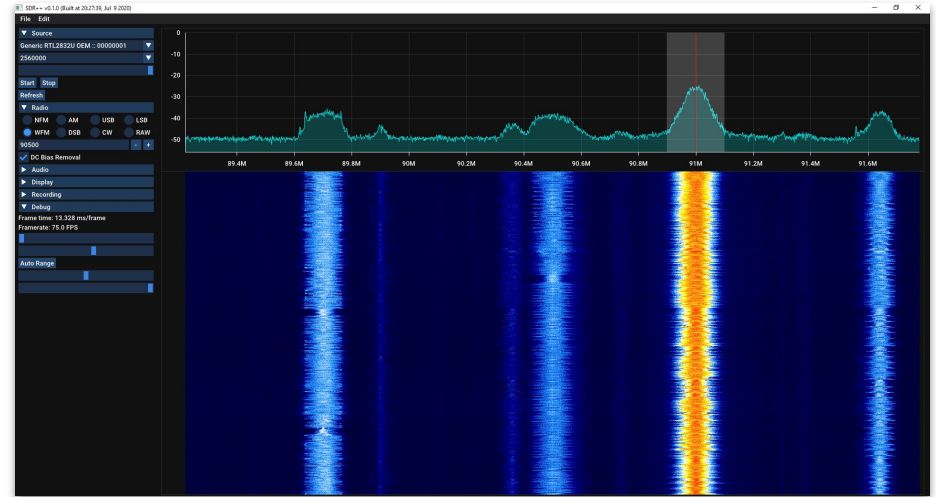 SDR++ v0.1.0 (Built at 20:27:39, Jul 9 2020)
File Edit
Source
Generic RTL2832U OEM :: 00000001
2560000
Start Stop
Refresh
Radio
NFM AM USB LSB
WFM DSB CW RAW
90500 - +
DC Bias Removal
Audio
Display
Recording
Debug
Frame time: 13.328 ms/frame
Framerate: 75.0 FPS
Auto Range
0
-10
-20
-30
-40
-50
89.4M 89.6M 89.8M 90M 90.2M 90.4M 90.6M 90.8M 91M 91.2M 91.4M 91.6M